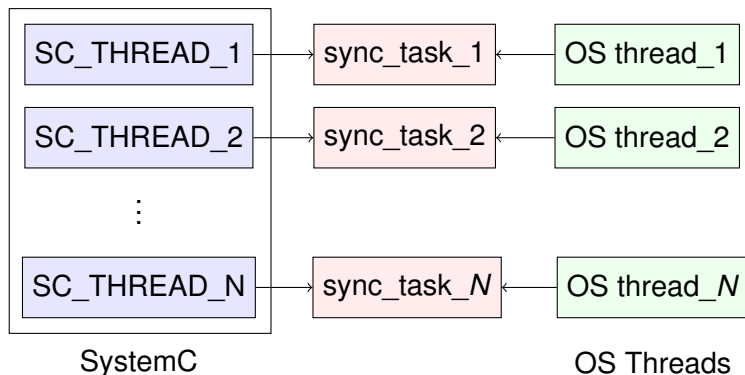 SC_THREAD_1 sync_task_1 OS thread_1
SC_THREAD_2 sync_task_2 OS thread_2
⋮
SC_THREAD_N sync_task_N OS thread_N
SystemC OS Threads